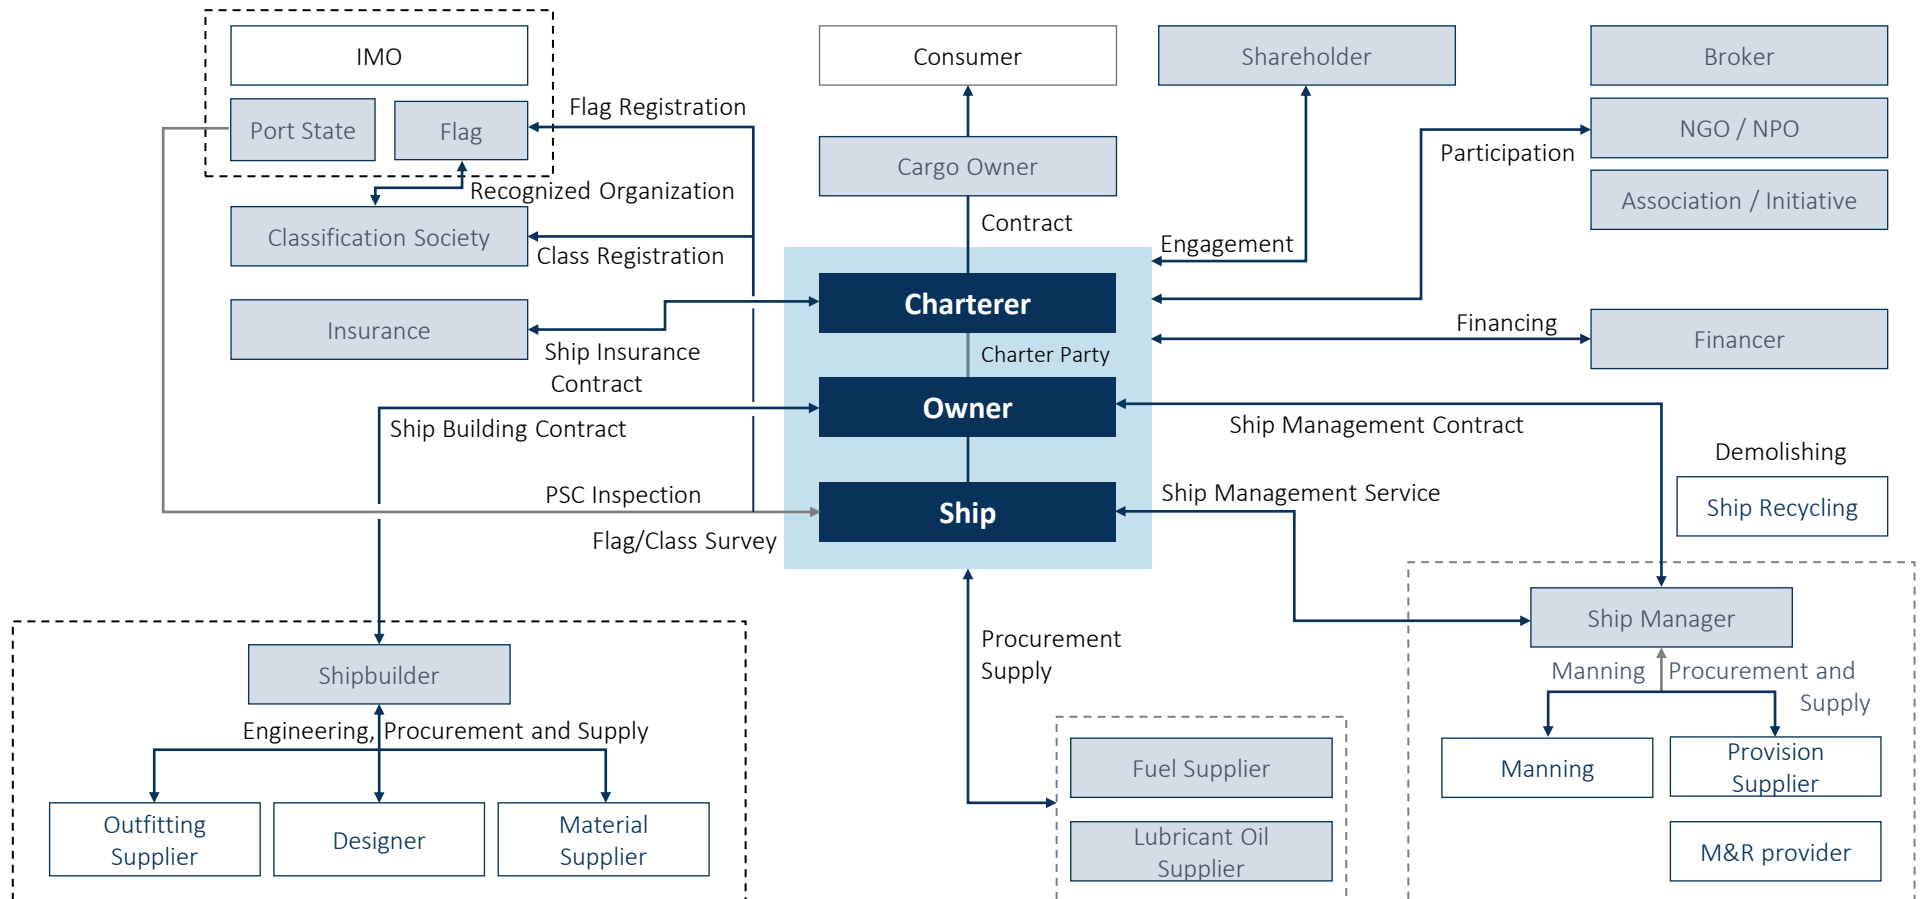 IMO
Consumer
Shareholder
Broker
Port State
Flag
Flag Registration
NGO / NPO
Participation
Cargo Owner
Recognized Organization
Association / Initiative
Classification Society
Contract
Class Registration
Engagement
Charterer
Insurance
Financing
Financer
Ship Insurance
Contract
Charter Party
Owner
Ship Building Contract
Ship Management Contract
Demolishing
PSC Inspection
Ship Management Service
Ship Recycling
Ship
Flag/Class Survey
Ship Manager
Procurement
Supply
Shipbuilder
Manning
Procurement and
Supply
Engineering, Procurement and Supply
Fuel Supplier
Manning
Provision
Supplier
Outfitting
Supplier
Designer
Material
Supplier
Lubricant Oil
Supplier
M&R provider